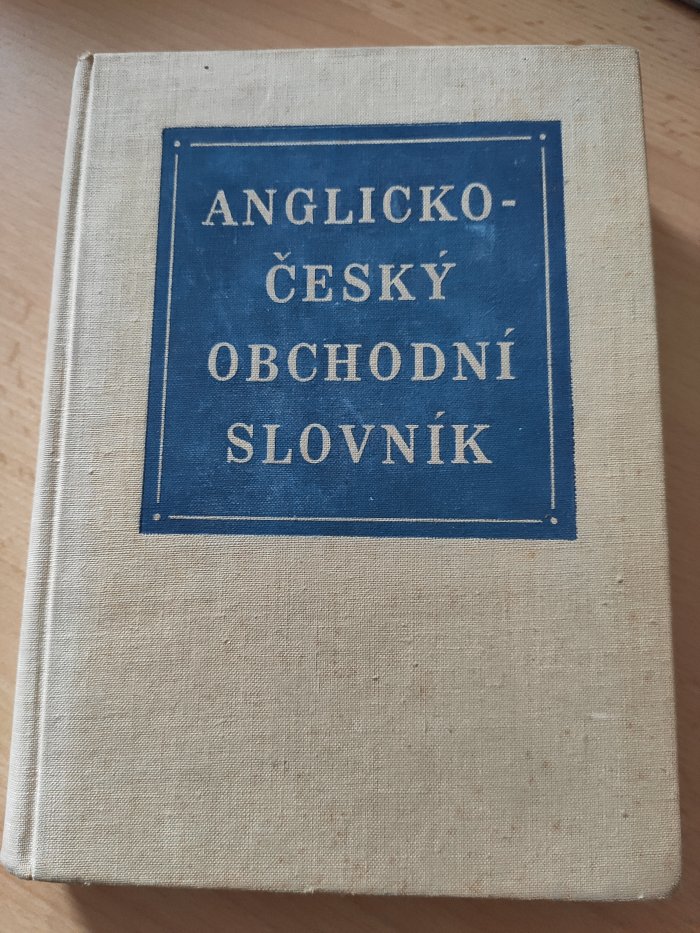 ANGLICKO-
ČESKÝ
OBCHODNÍ
SLOVNÍK